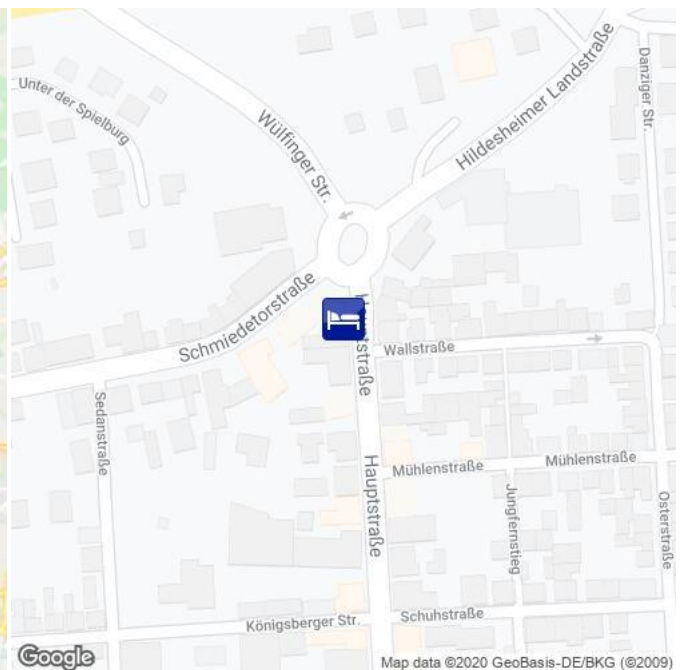 Unter der Spielburg
Wülfinger Str.
Hildesheimer Landstraße
Danziger Str.
Schmiedetorstraße
Hauptstraße
Wallstraße
Sedanstraße
Mühlenstraße
Mühlenstraße
Hauptstraße
Jungfernstieg
Osterstraße
Königsberger Str.
Schuhstraße
Google
Map data ©2020 GeoBasis-DE/BKG (©2009)